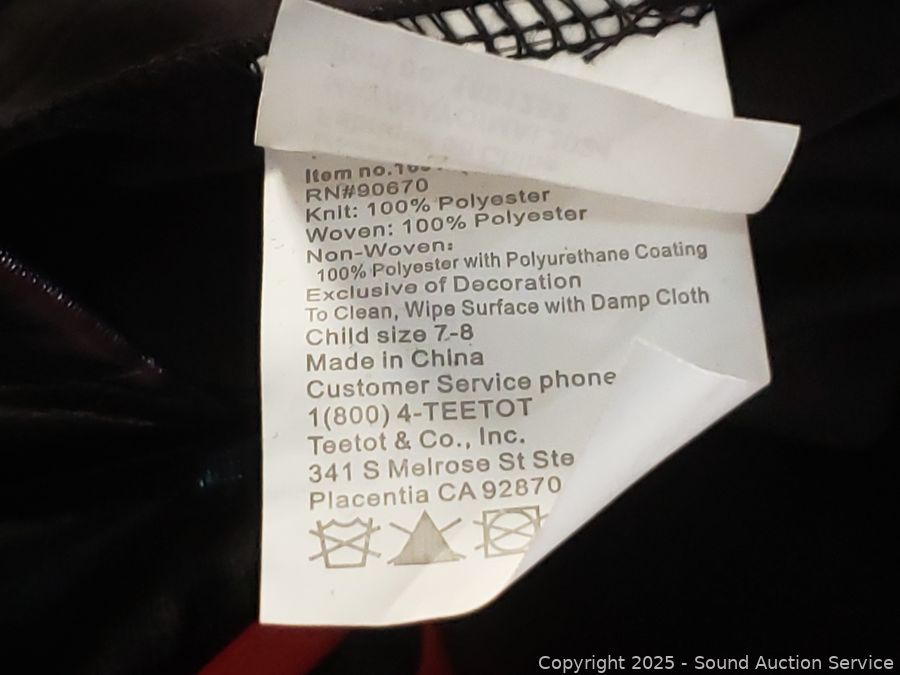 Item no.
RN#90670
Knit: 100% Polyester
Woven: 100% Polyester
Non-Woven:
100% Polyester with Polyurethane Coating
Exclusive of Decoration
To Clean, Wipe Surface with Damp Cloth
Child size 7-8
Made in China
Customer Service phone
1(800) 4-TEETOT
Teetot & Co., Inc.
341 S Melrose St Ste
Placentia CA 92870
Copyright 2025 - Sound Auction Service